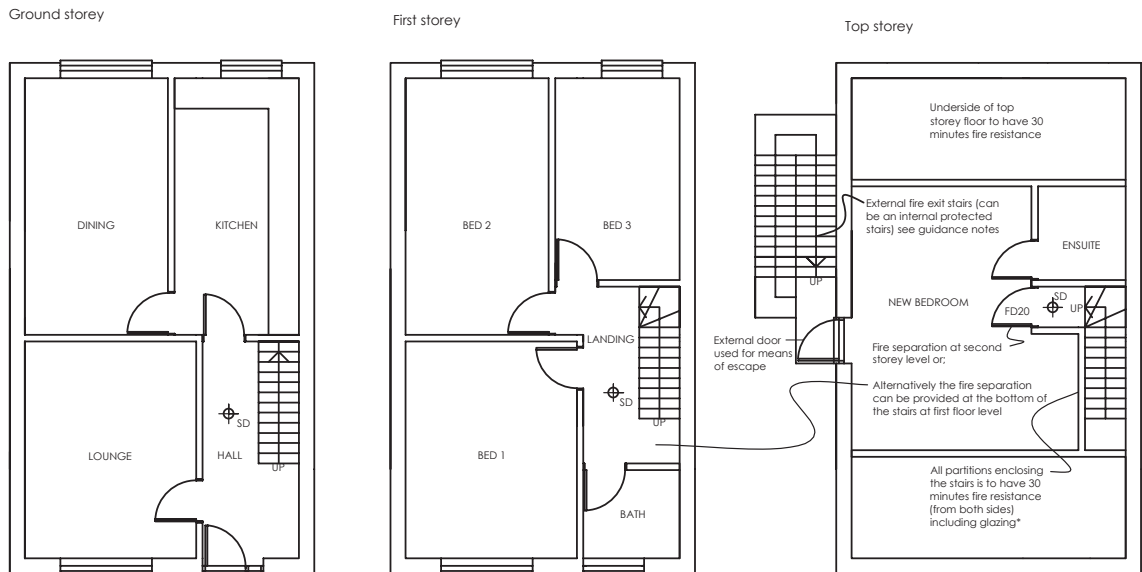 Ground storey
First storey
Top storey
DINING
KITCHEN
LOUNGE
HALL
SD
UP
BED 2
BED 3
LANDING
BED 1
SD
UP
BATH
Underside of top
storey floor to have 30
minutes fire resistance
External fire exit stairs (can
be an internal protected
stairs) see guidance notes
ENSUITE
UP
NEW BEDROOM
SD
UP
FD20
External door
used for means
of escape
Fire separation at second
storey level or;
Alternatively the fire separation
can be provided at the bottom of
the stairs at first floor level
All partitions enclosing
the stairs is to have 30
minutes fire resistance
(from both sides)
including glazing*